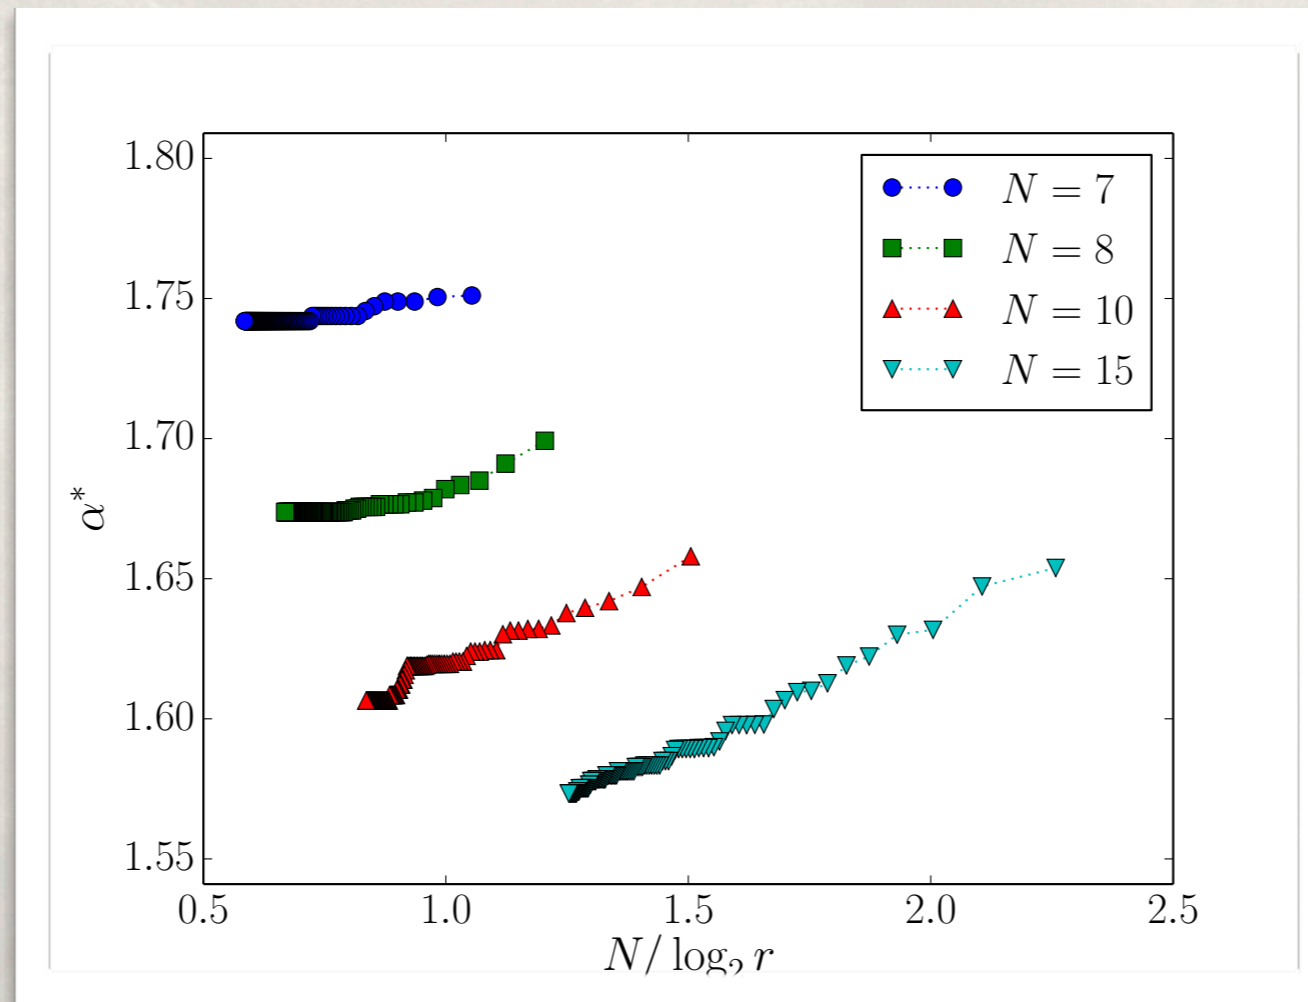 1.80
1.75
1.70
1.65
1.60
1.55
α*
0.5 1.0 1.5 2.0 2.5
N/ log₂ r
N = 7
N = 8
N = 10
N = 15